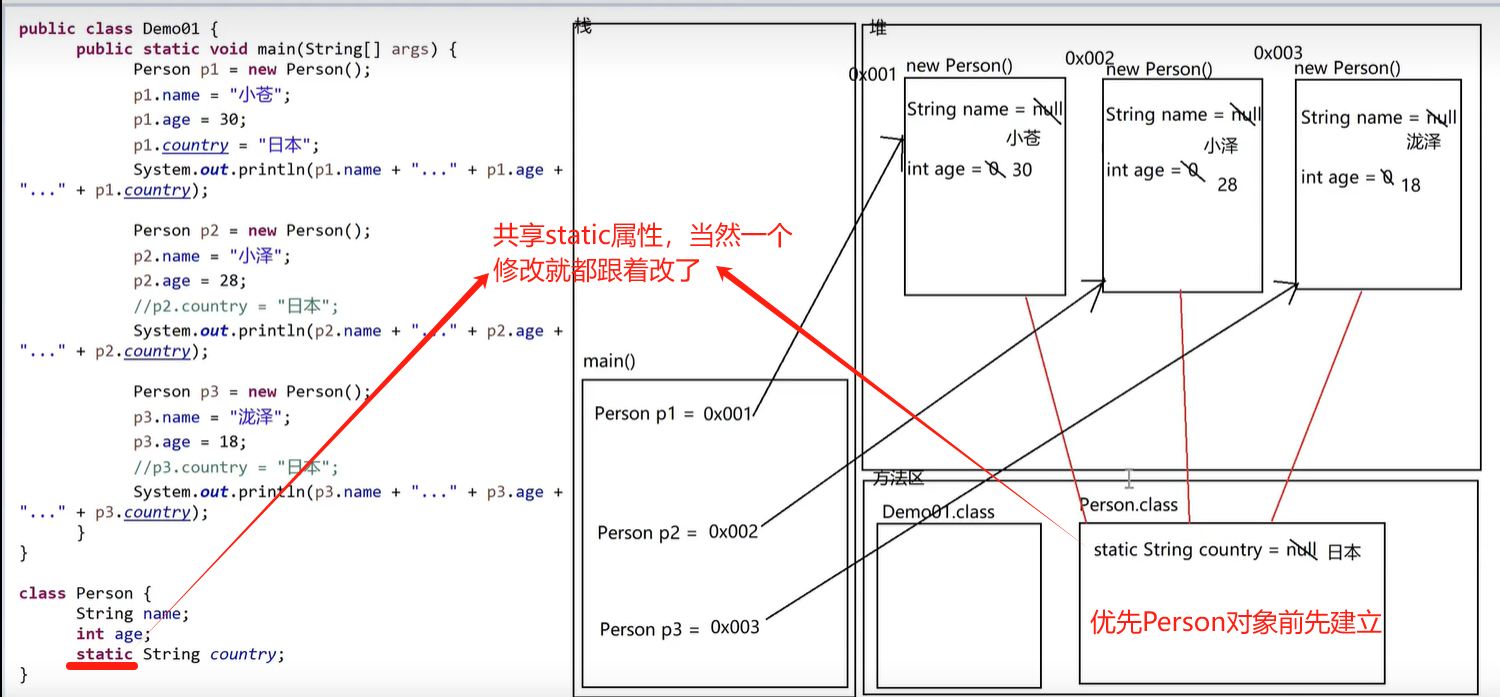 public class Demo01 {
public static void main(String[] args) {
Person p1 = new Person();
p1.name = "小苍";
p1.age = 30;
p1.country = "日本";
System.out.println(p1.name + "..." + p1.age +
"..." + p1.country);
Person p2 = new Person();
p2.name = "小泽";
p2.age = 28;
//p2.country = "日本";
System.out.println(p2.name + "..." + p2.age +
"..." + p2.country);
Person p3 = new Person();
p3.name = "泷泽";
p3.age = 18;
//p3.country = "日本";
System.out.println(p3.name + "..." + p3.age +
"..." + p3.country);
}
}
class Person {
String name;
int age;
static String country;
}
共享static属性，当然一个
修改就都跟着改了
栈
main()
Person p1 = 0x001
Person p2 = 0x002
Person p3 = 0x003
堆
0x001
new Person()
String name = null
小苍
int age = 0 30
0x002
new Person()
String name = null
小泽
int age = 0
28
0x003
new Person()
String name = null
泷泽
int age = 0 18
方法区
Demo01.class
Person.class
static String country = null 日本
优先Person对象前先建立